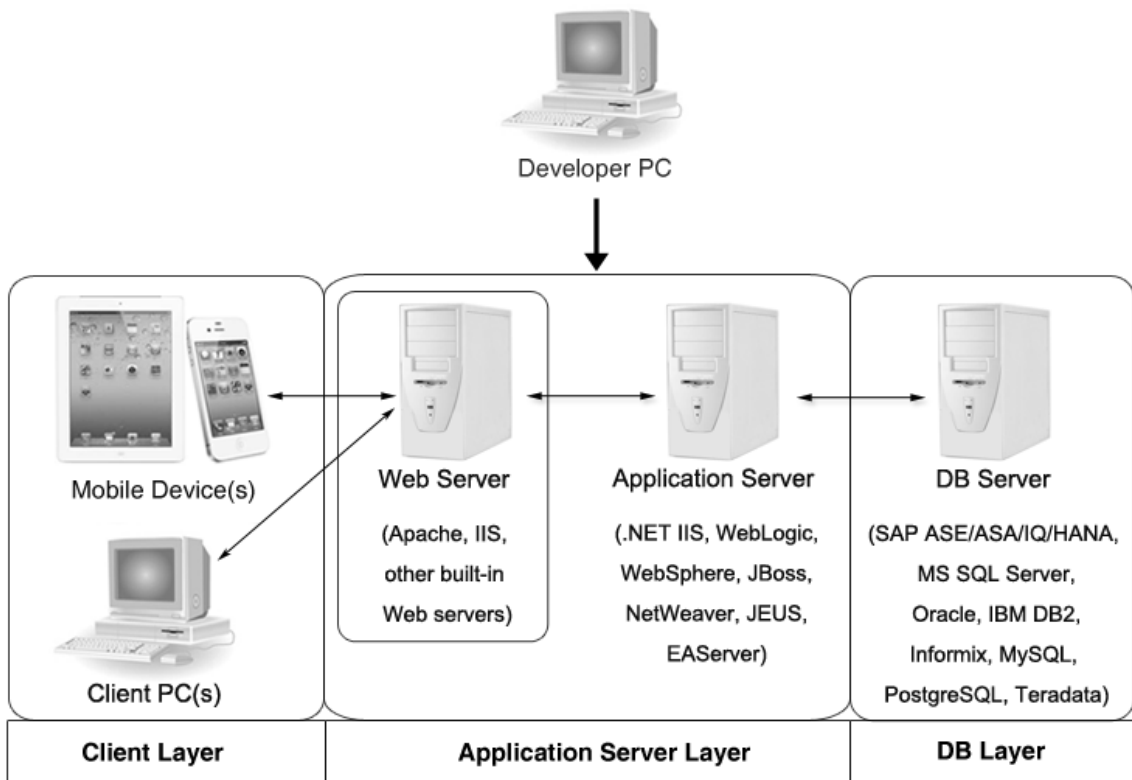 Developer PC
Mobile Device(s)
Client PC(s)
Web Server
(Apache, IIS,
other built-in
Web servers)
Application Server
(.NET IIS, WebLogic,
WebSphere, JBoss,
NetWeaver, JEUS,
EAServer)
DB Server
(SAP ASE/ASA/IQ/HANA,
MS SQL Server,
Oracle, IBM DB2,
Informix, MySQL,
PostgreSQL, Teradata)
Client Layer
Application Server Layer
DB Layer